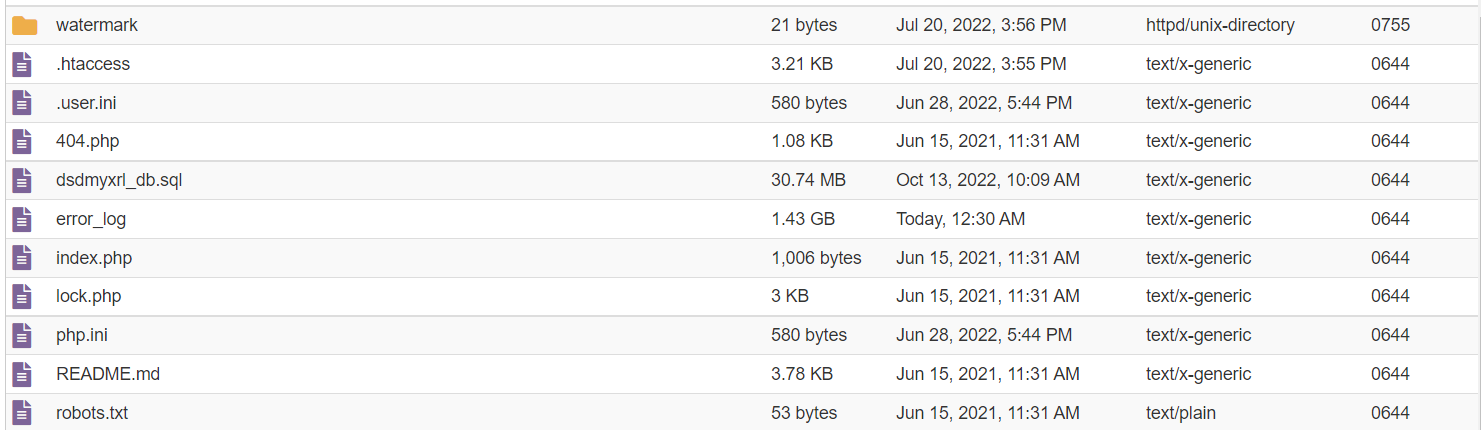 watermark 21 bytes Jul 20, 2022, 3:56 PM httpd/unix-directory 0755
.htaccess 3.21 KB Jul 20, 2022, 3:55 PM text/x-generic 0644
.user.ini 580 bytes Jun 28, 2022, 5:44 PM text/x-generic 0644
404.php 1.08 KB Jun 15, 2021, 11:31 AM text/x-generic 0644
dsdmyxrl_db.sql 30.74 MB Oct 13, 2022, 10:09 AM text/x-generic 0644
error_log 1.43 GB Today, 12:30 AM text/x-generic 0644
index.php 1,006 bytes Jun 15, 2021, 11:31 AM text/x-generic 0644
lock.php 3 KB Jun 15, 2021, 11:31 AM text/x-generic 0644
php.ini 580 bytes Jun 28, 2022, 5:44 PM text/x-generic 0644
README.md 3.78 KB Jun 15, 2021, 11:31 AM text/x-generic 0644
robots.txt 53 bytes Jun 15, 2021, 11:31 AM text/plain 0644